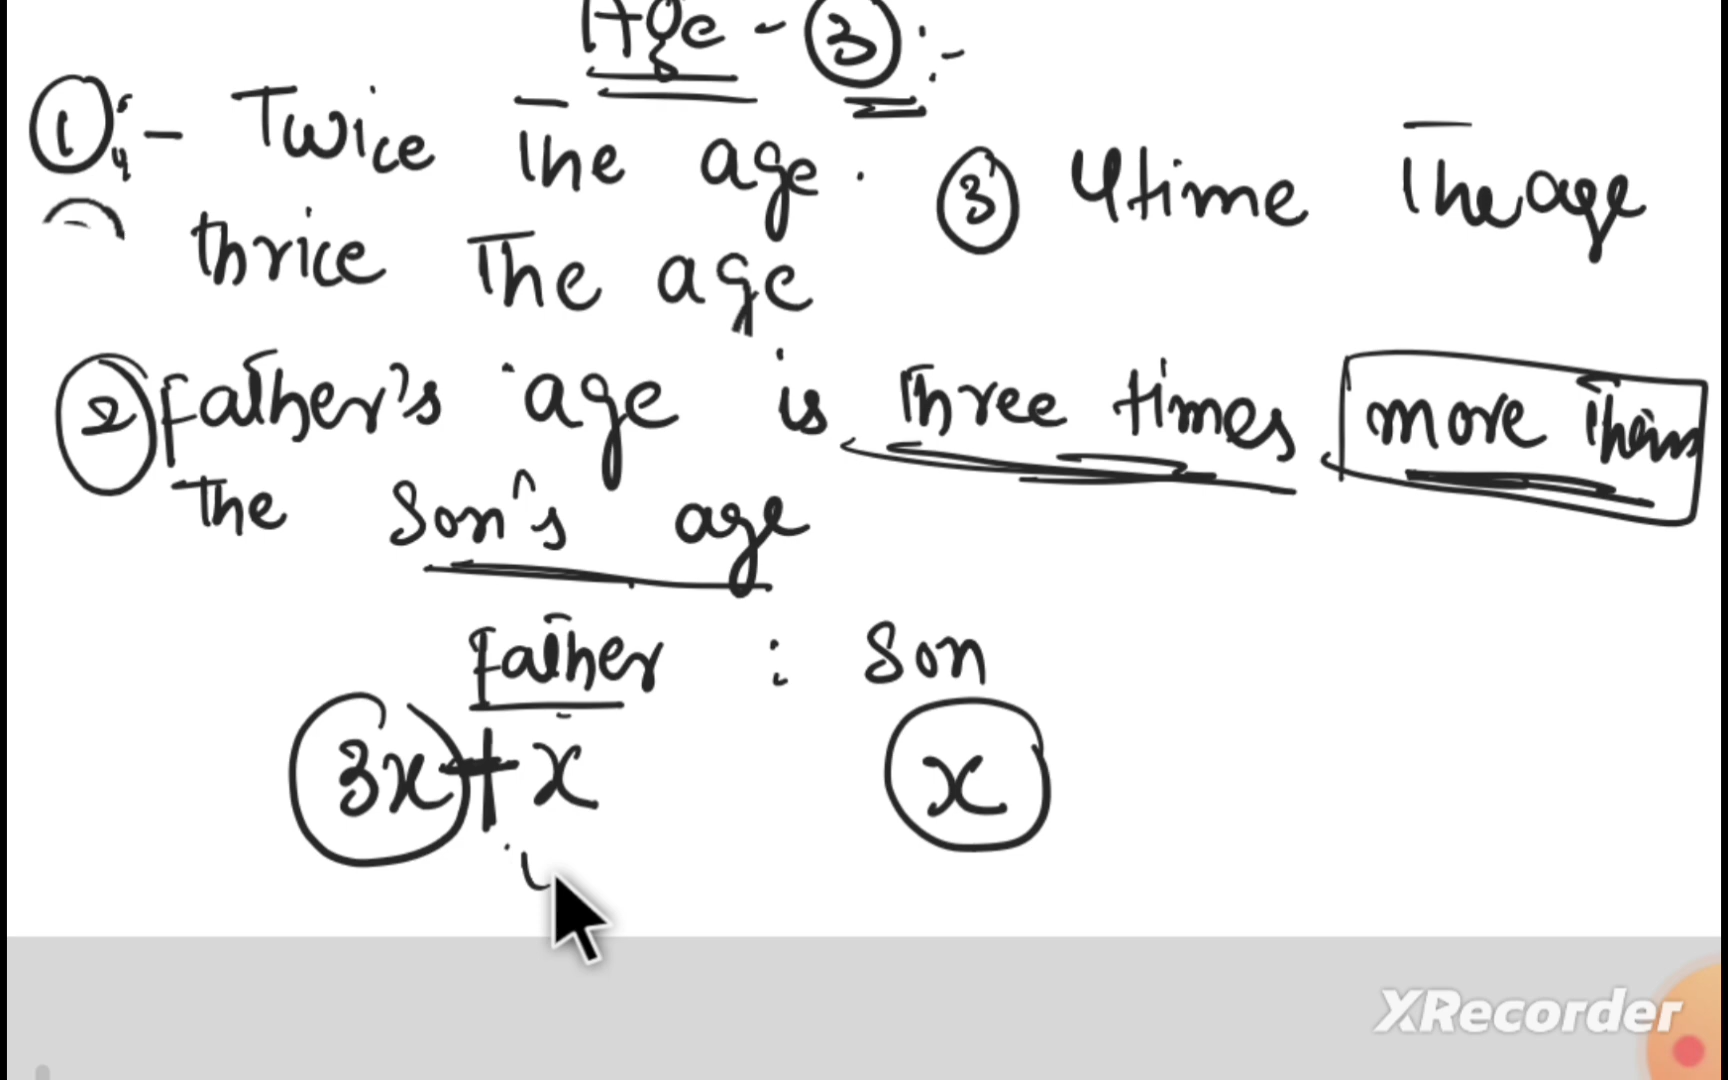 Age - ③ :-
① :- Twice The age. ③ 4time The age
thrice The age
② Father's age is three times more than
the Son's age
Father : Son
3x + x x
XRecorder